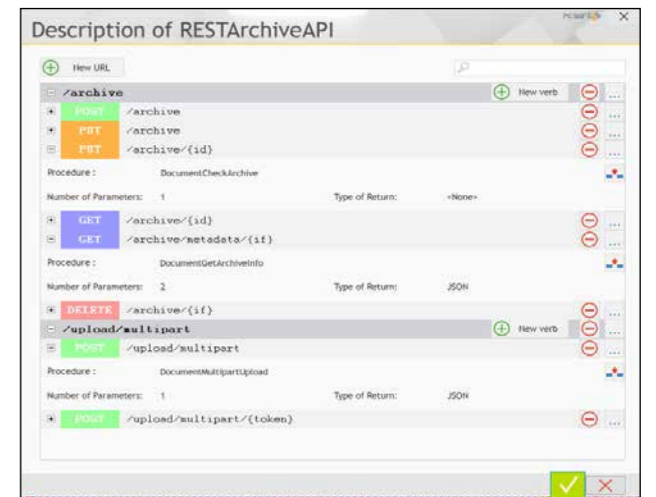 Description of RESTArchiveAPI
New URL
/archive New verb ...
POST /archive ...
PUT /archive ...
PUT /archive/{id} ...
Procedure : DocumentCheckArchive
Number of Parameters: 1 Type of Return: <None>
GET /archive/{id} ...
GET /archive/metadata/{if} ...
Procedure : DocumentGetArchiveInfo
Number of Parameters: 2 Type of Return: JSON
DELETE /archive/{if} ...
/upload/multipart New verb ...
POST /upload/multipart ...
Procedure : DocumentMultipartUpload
Number of Parameters: 1 Type of Return: JSON
POST /upload/multipart/{token} ...